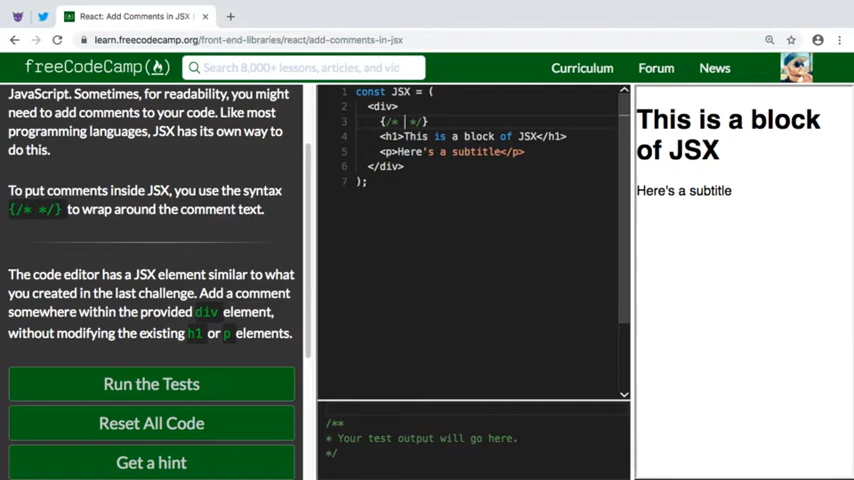 React: Add Comments in JSX
learn.freecodecamp.org/front-end-libraries/react/add-comments-in-jsx
freeCodeCamp
Search 8,000+ lessons, articles, and vid
Curriculum
Forum
News
JavaScript. Sometimes, for readability, you might
need to add comments to your code. Like most
programming languages, JSX has its own way to
do this.
To put comments inside JSX, you use the syntax
{/* */} to wrap around the comment text.
The code editor has a JSX element similar to what
you created in the last challenge. Add a comment
somewhere within the provided div element,
without modifying the existing h1 or p elements.
Run the Tests
Reset All Code
Get a hint
1 const JSX = (
2 <div>
3 {/* */}
4 <h1>This is a block of JSX</h1>
5 <p>Here's a subtitle</p>
6 </div>
7 );
/**
* Your test output will go here.
*/
This is a block
of JSX
Here's a subtitle